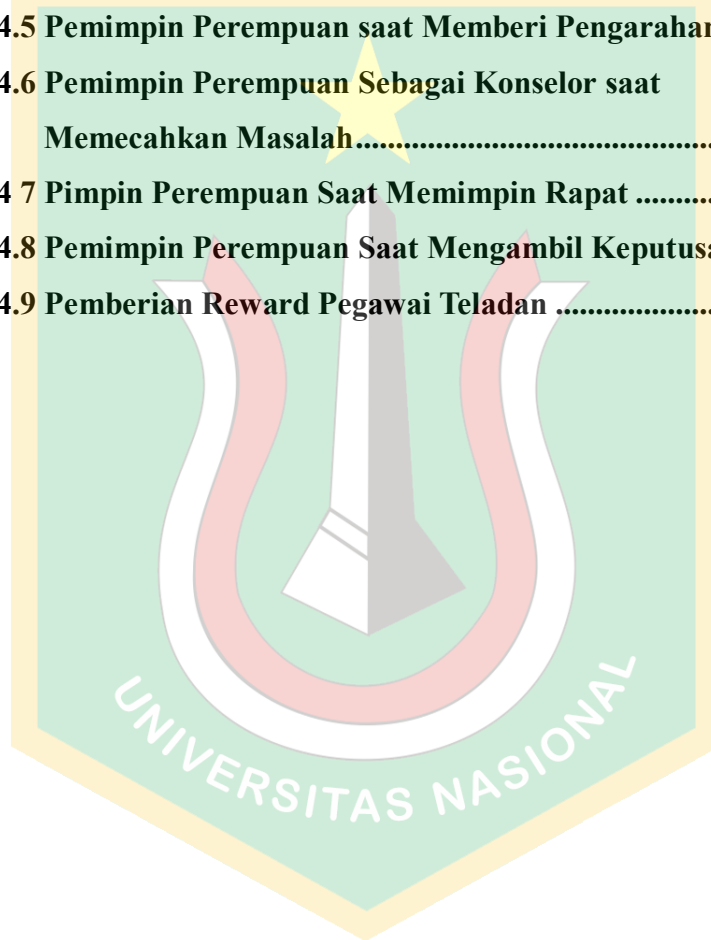 4.5 Pemimpin Perempuan saat Memberi Pengarahan
4.6 Pemimpin Perempuan Sebagai Konselor saat
Memecahkan Masalah.............................................
4 7 Pimpin Perempuan Saat Memimpin Rapat ...........
4.8 Pemimpin Perempuan Saat Mengambil Keputusa
4.9 Pemberian Reward Pegawai Teladan ....................
UNIVERSITAS NASIONAL